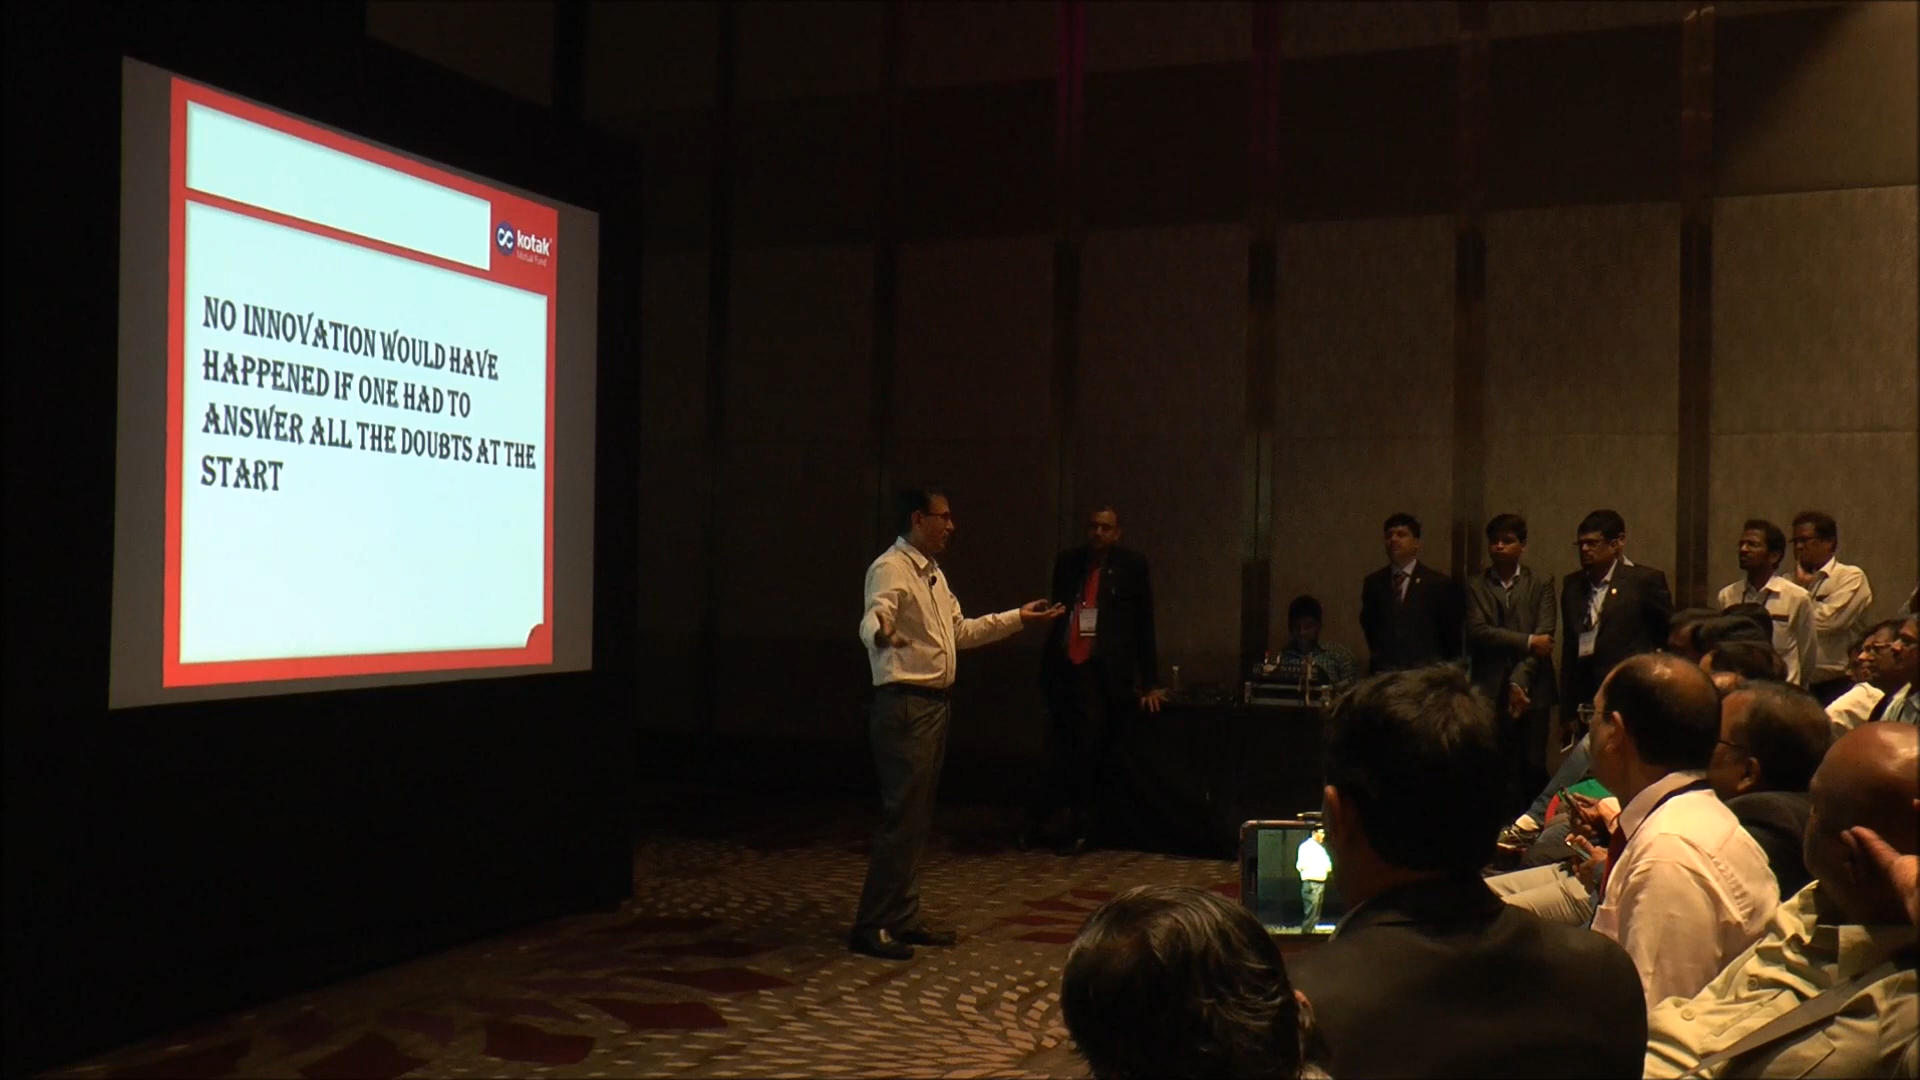 kotak
Mutual Fund
NO INNOVATION WOULD HAVE
HAPPENED IF ONE HAD TO
ANSWER ALL THE DOUBTS AT THE
START